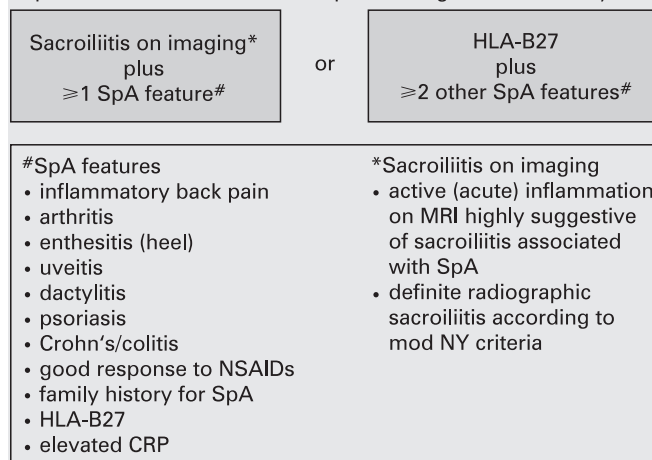 Sacroiliitis on imaging*
plus
⩾1 SpA feature#
or
HLA-B27
plus
⩾2 other SpA features#
#SpA features
• inflammatory back pain
• arthritis
• enthesitis (heel)
• uveitis
• dactylitis
• psoriasis
• Crohn‘s/colitis
• good response to NSAIDs
• family history for SpA
• HLA-B27
• elevated CRP
*Sacroiliitis on imaging
• active (acute) inflammation
on MRI highly suggestive
of sacroiliitis associated
with SpA
• definite radiographic
sacroiliitis according to
mod NY criteria